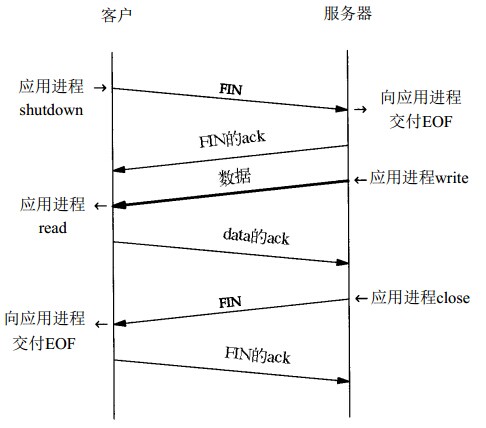 客户
服务器
应用进程
shutdown
FIN
向应用进程
交付EOF
FIN的ack
数据
应用进程write
应用进程
read
data的ack
应用进程close
FIN
向应用进程
交付EOF
FIN的ack